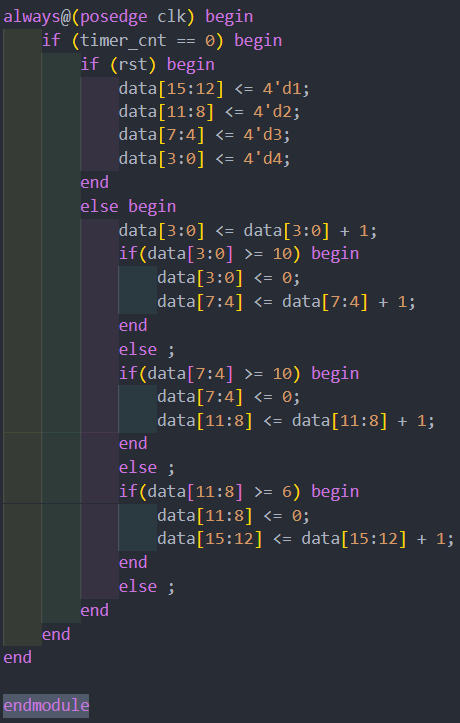 always@(posedge clk) begin
    if (timer_cnt == 0) begin
        if (rst) begin
            data[15:12] <= 4'd1;
            data[11:8] <= 4'd2;
            data[7:4] <= 4'd3;
            data[3:0] <= 4'd4;
        end
        else begin
            data[3:0] <= data[3:0] + 1;
            if(data[3:0] >= 10) begin
                data[3:0] <= 0;
                data[7:4] <= data[7:4] + 1;
            end
            else ;
            if(data[7:4] >= 10) begin
                data[7:4] <= 0;
                data[11:8] <= data[11:8] + 1;
            end
            else ;
            if(data[11:8] >= 6) begin
                data[11:8] <= 0;
                data[15:12] <= data[15:12] + 1;
            end
            else ;
        end
    end
end
endmodule